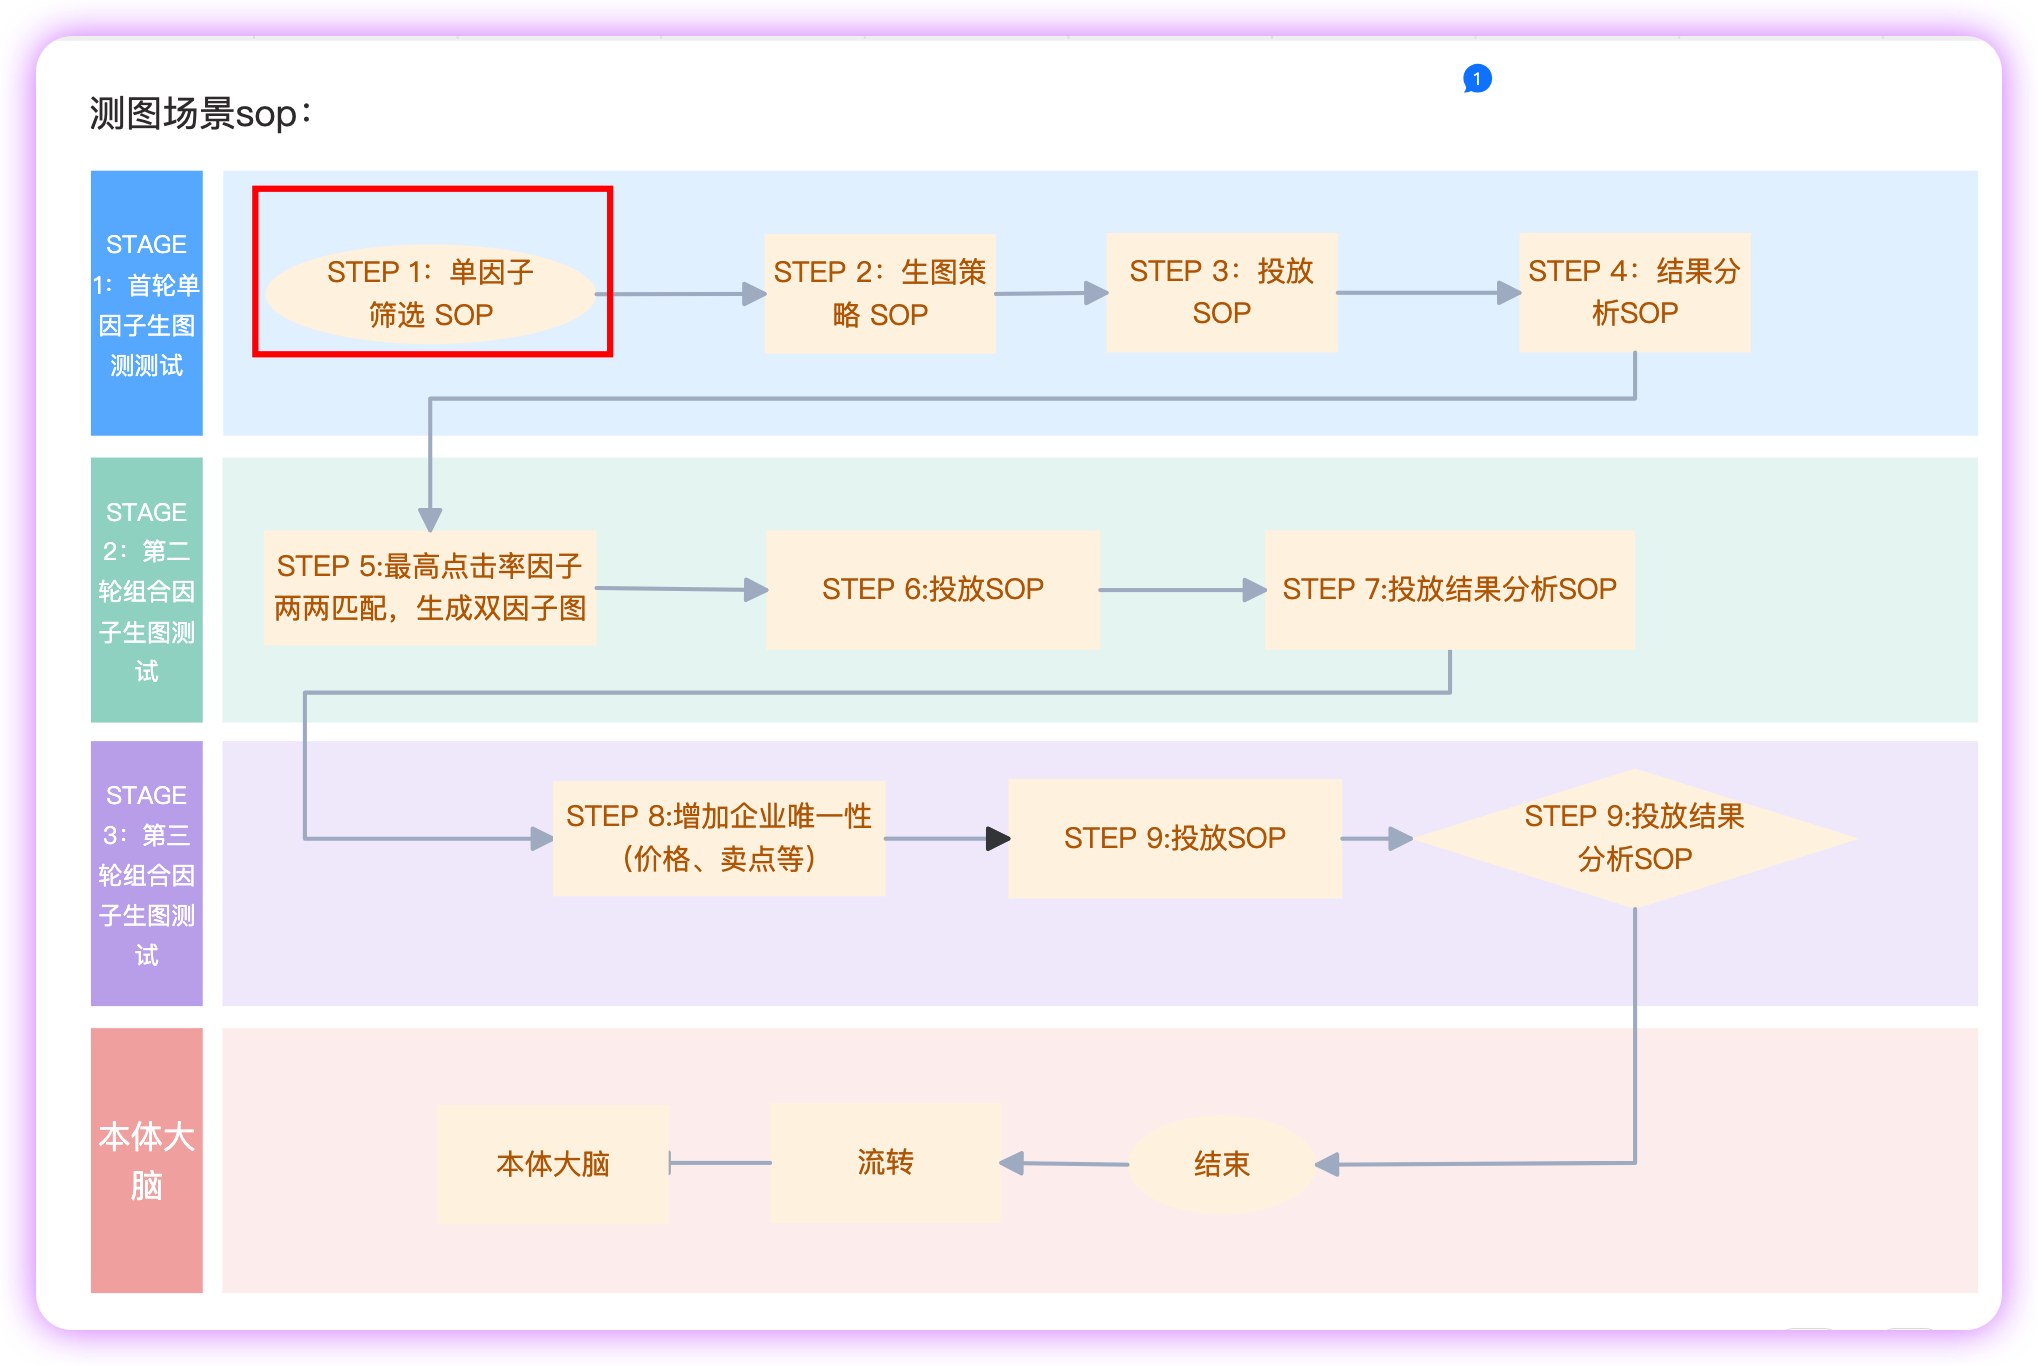 1
测图场景sop：
STAGE
1：首轮单
因子生图
测测试
STEP 1：单因子
筛选 SOP
STEP 2：生图策
略 SOP
STEP 3：投放
SOP
STEP 4：结果分
析SOP
STAGE
2：第二
轮组合因
子生图测
试
STEP 5:最高点击率因子
两两匹配，生成双因子图
STEP 6:投放SOP
STEP 7:投放结果分析SOP
STAGE
3：第三
轮组合因
子生图测
试
STEP 8:增加企业唯一性
（价格、卖点等）
STEP 9:投放SOP
STEP 9:投放结果
分析SOP
本体大
脑
本体大脑
流转
结束